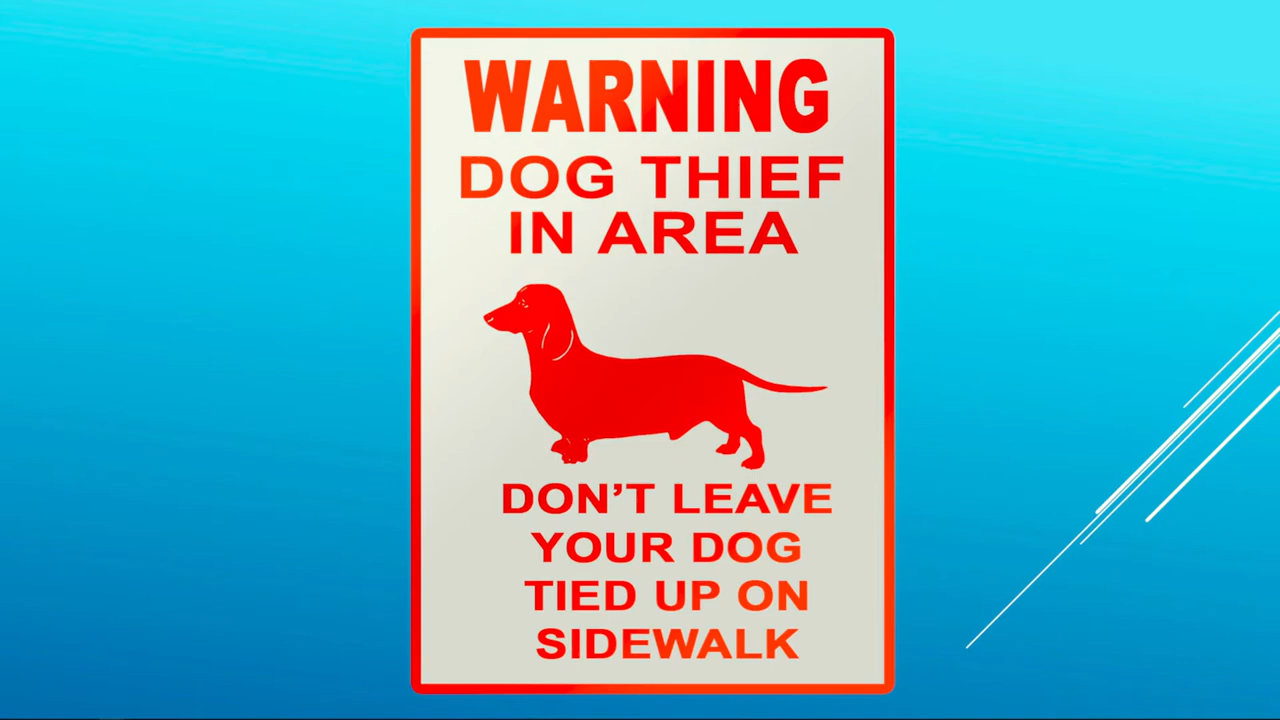 WARNING
DOG THIEF
IN AREA
DON'T LEAVE
YOUR DOG
TIED UP ON
SIDEWALK